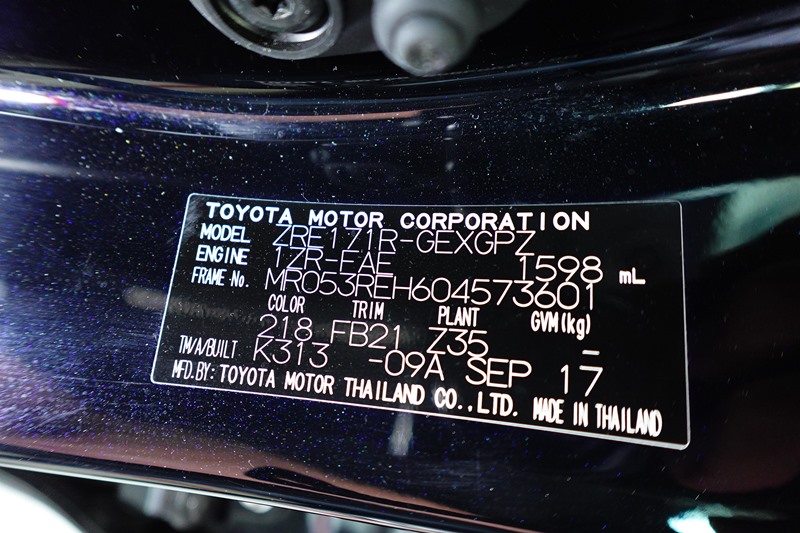 TOYOTA MOTOR CORPORATION
MODEL ZRE171R-GEXGPZ
ENGINE 1ZR-FAE 1598 mL
FRAME No. MR053REH604573601
COLOR TRIM PLANT GVM(kg)
218 FB21 Z35 –
TM/A/BUILT K313 -09A SEP 17
MFD.BY: TOYOTA MOTOR THAILAND CO.,LTD. MADE IN THAILAND